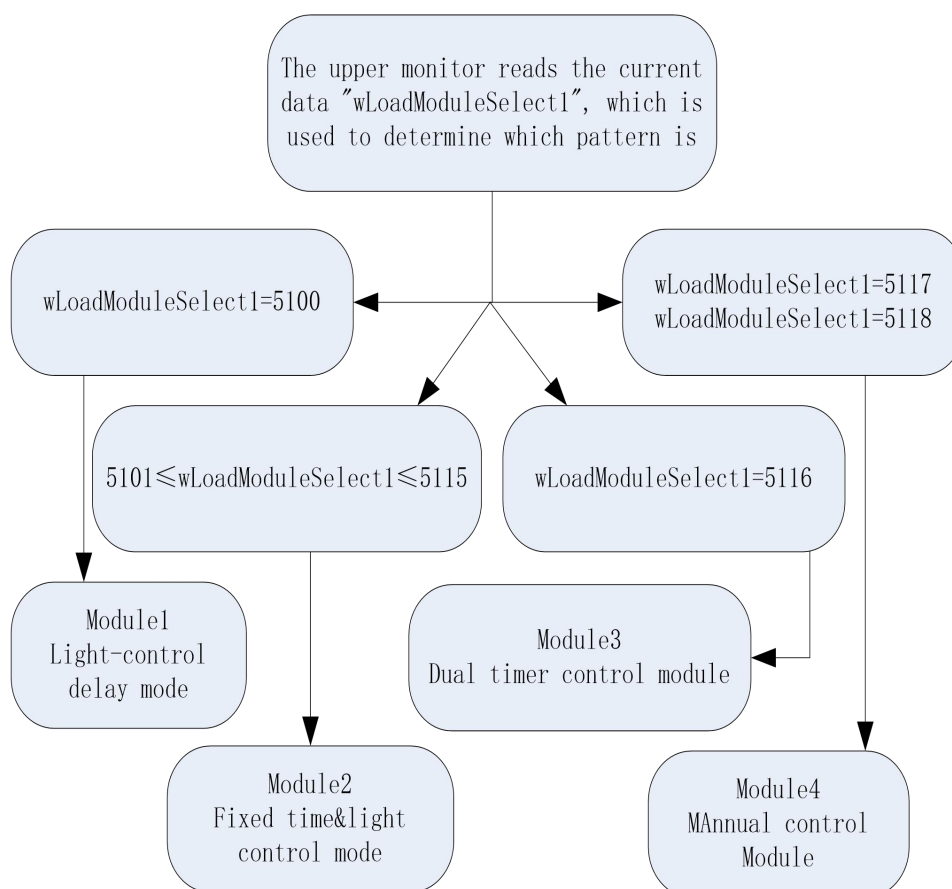 The upper monitor reads the current
data "wLoadModuleSelect1", which is
used to determine which pattern is
wLoadModuleSelect1=5100
wLoadModuleSelect1=5117
wLoadModuleSelect1=5118
5101≤wLoadModuleSelect1≤5115
wLoadModuleSelect1=5116
Module1
Light-control
delay mode
Module3
Dual timer control module
Module2
Fixed time&light
control mode
Module4
MAnnual control
Module